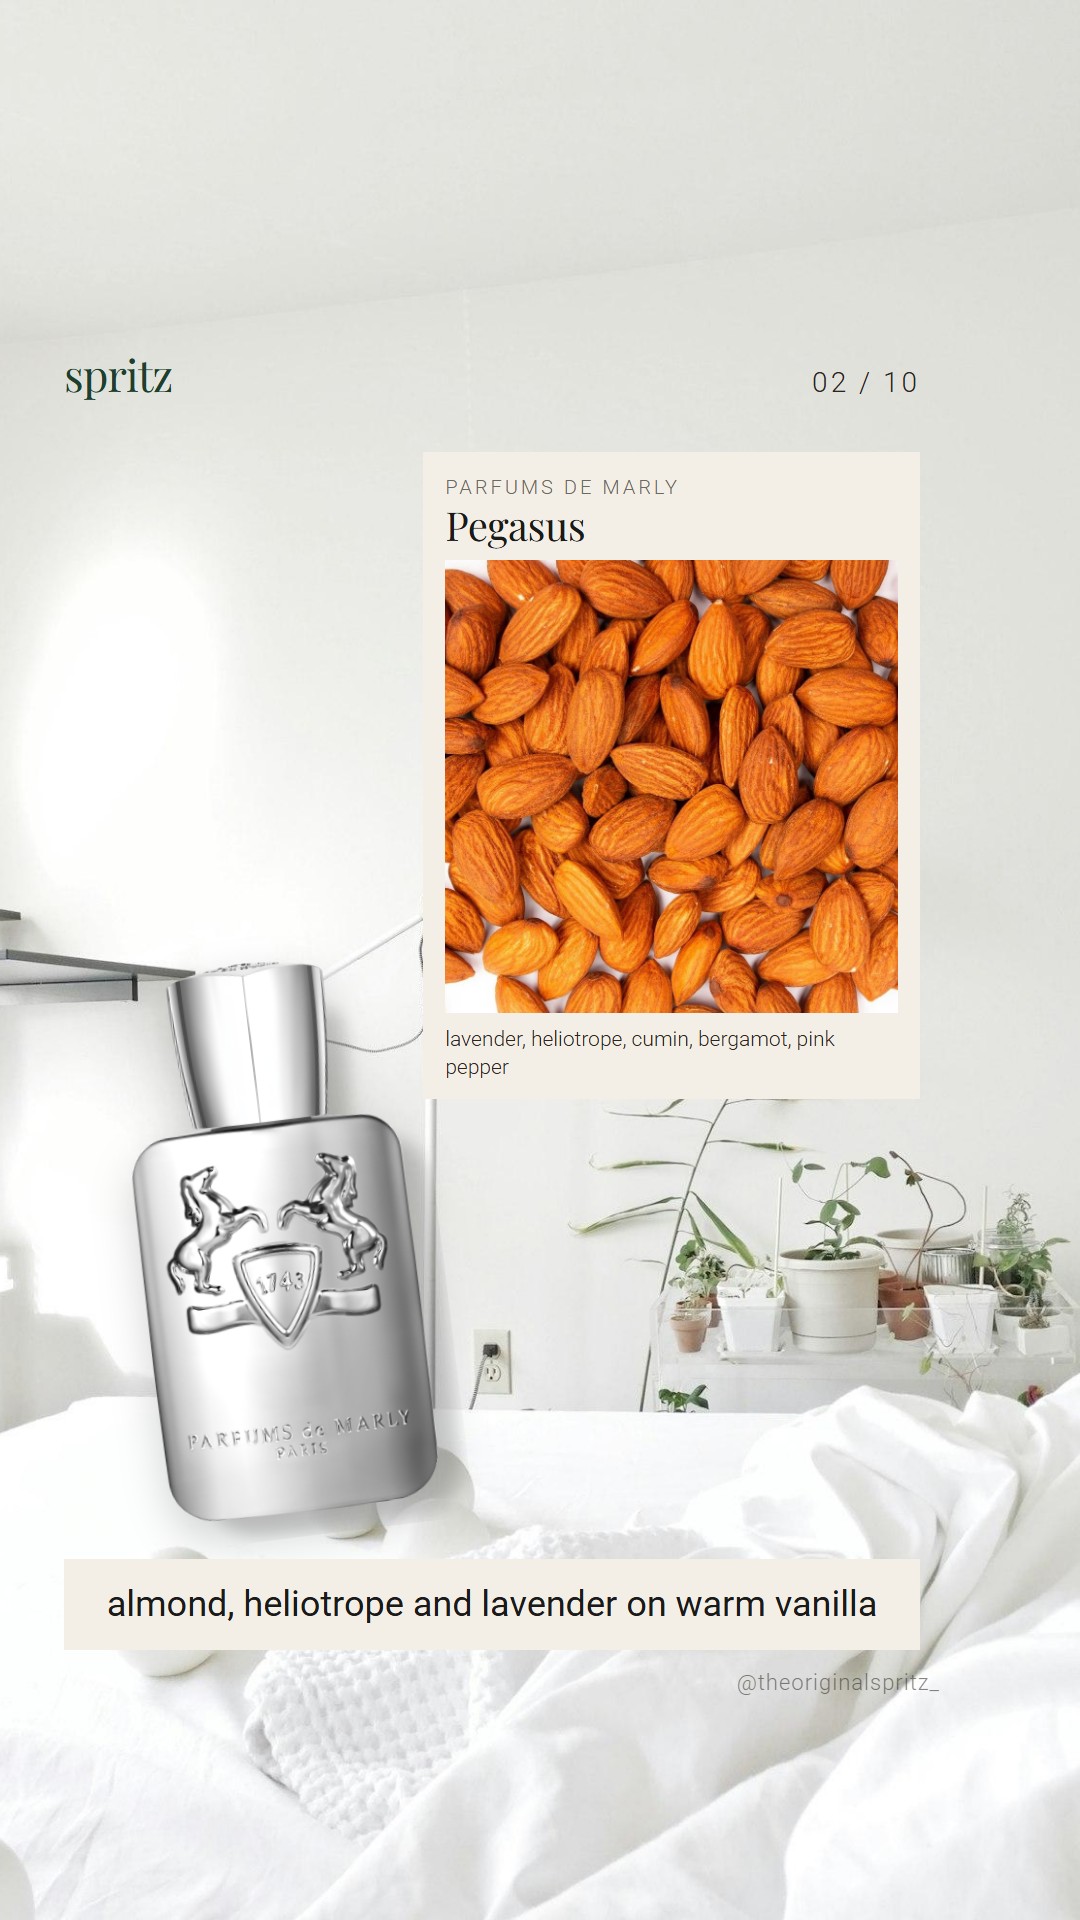 spritz
02 / 10
PARFUMS DE MARLY
Pegasus
lavender, heliotrope, cumin, bergamot, pink
pepper
1743
PARFUMS de MARLY
PARIS
almond, heliotrope and lavender on warm vanilla
@theoriginalspritz_